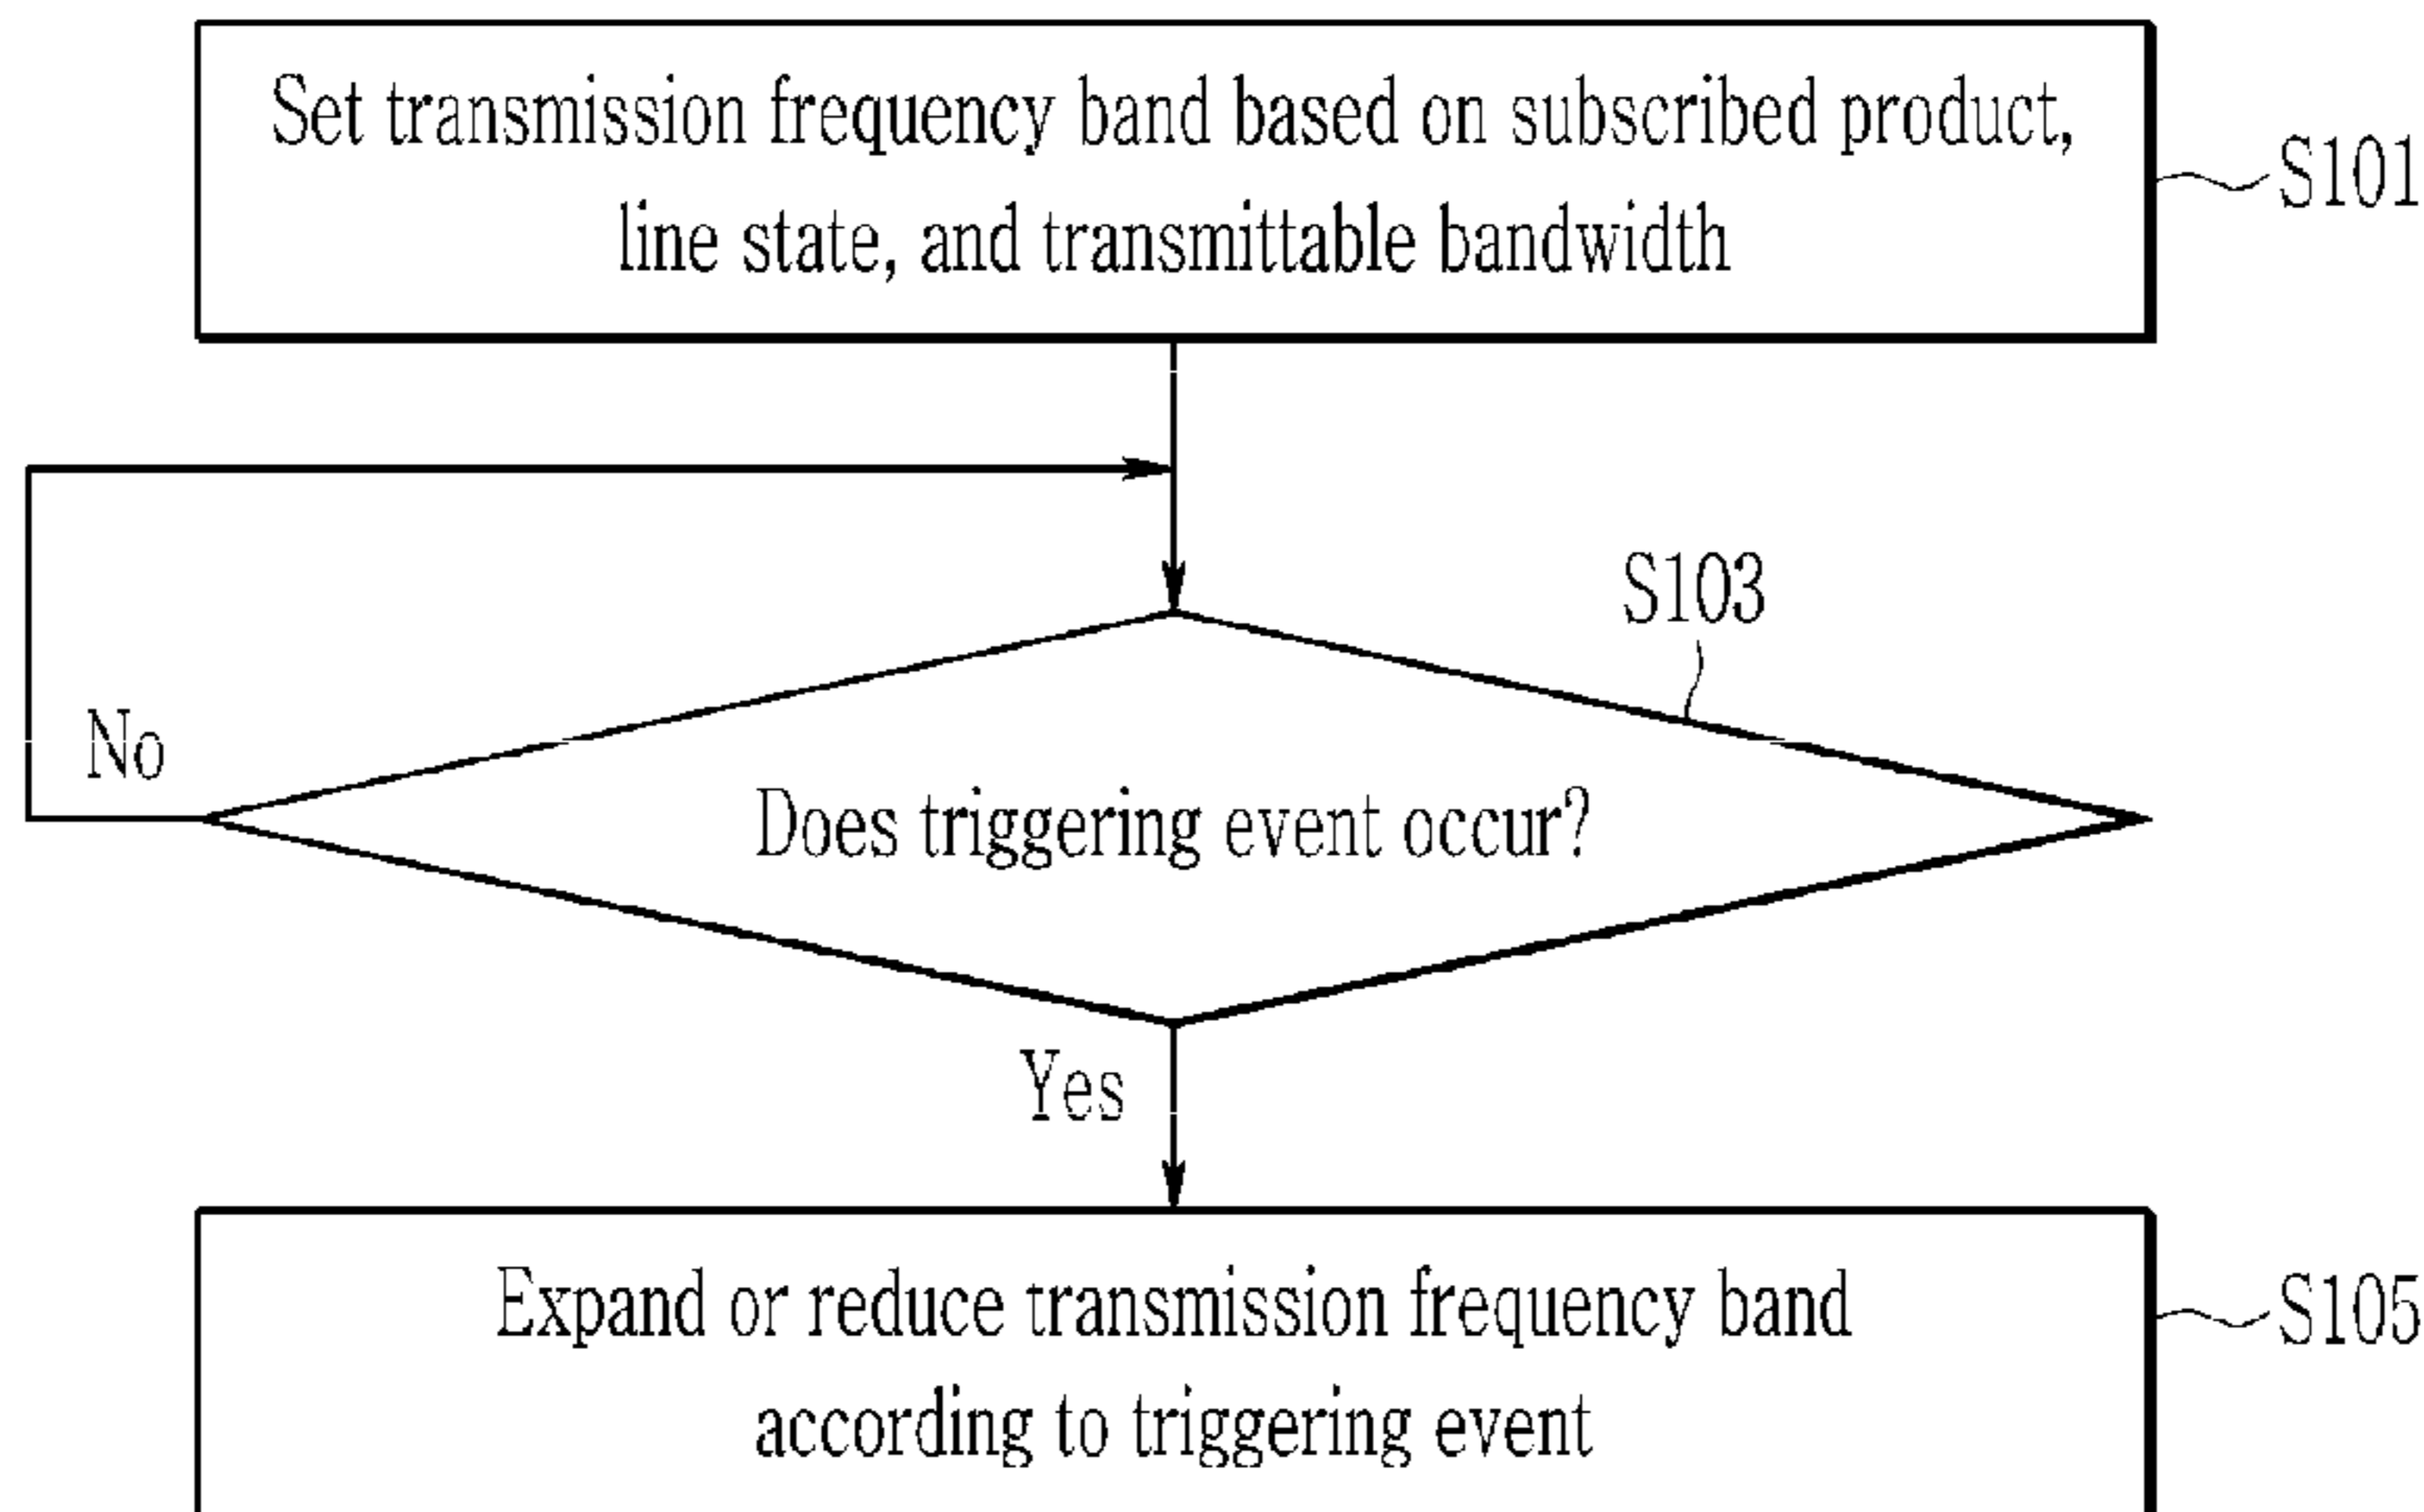 Set transmission frequency band based on subscribed product,
line state, and transmittable bandwidth
S101
S103
No
Does triggering event occur?
Yes
Expand or reduce transmission frequency band
according to triggering event
S105